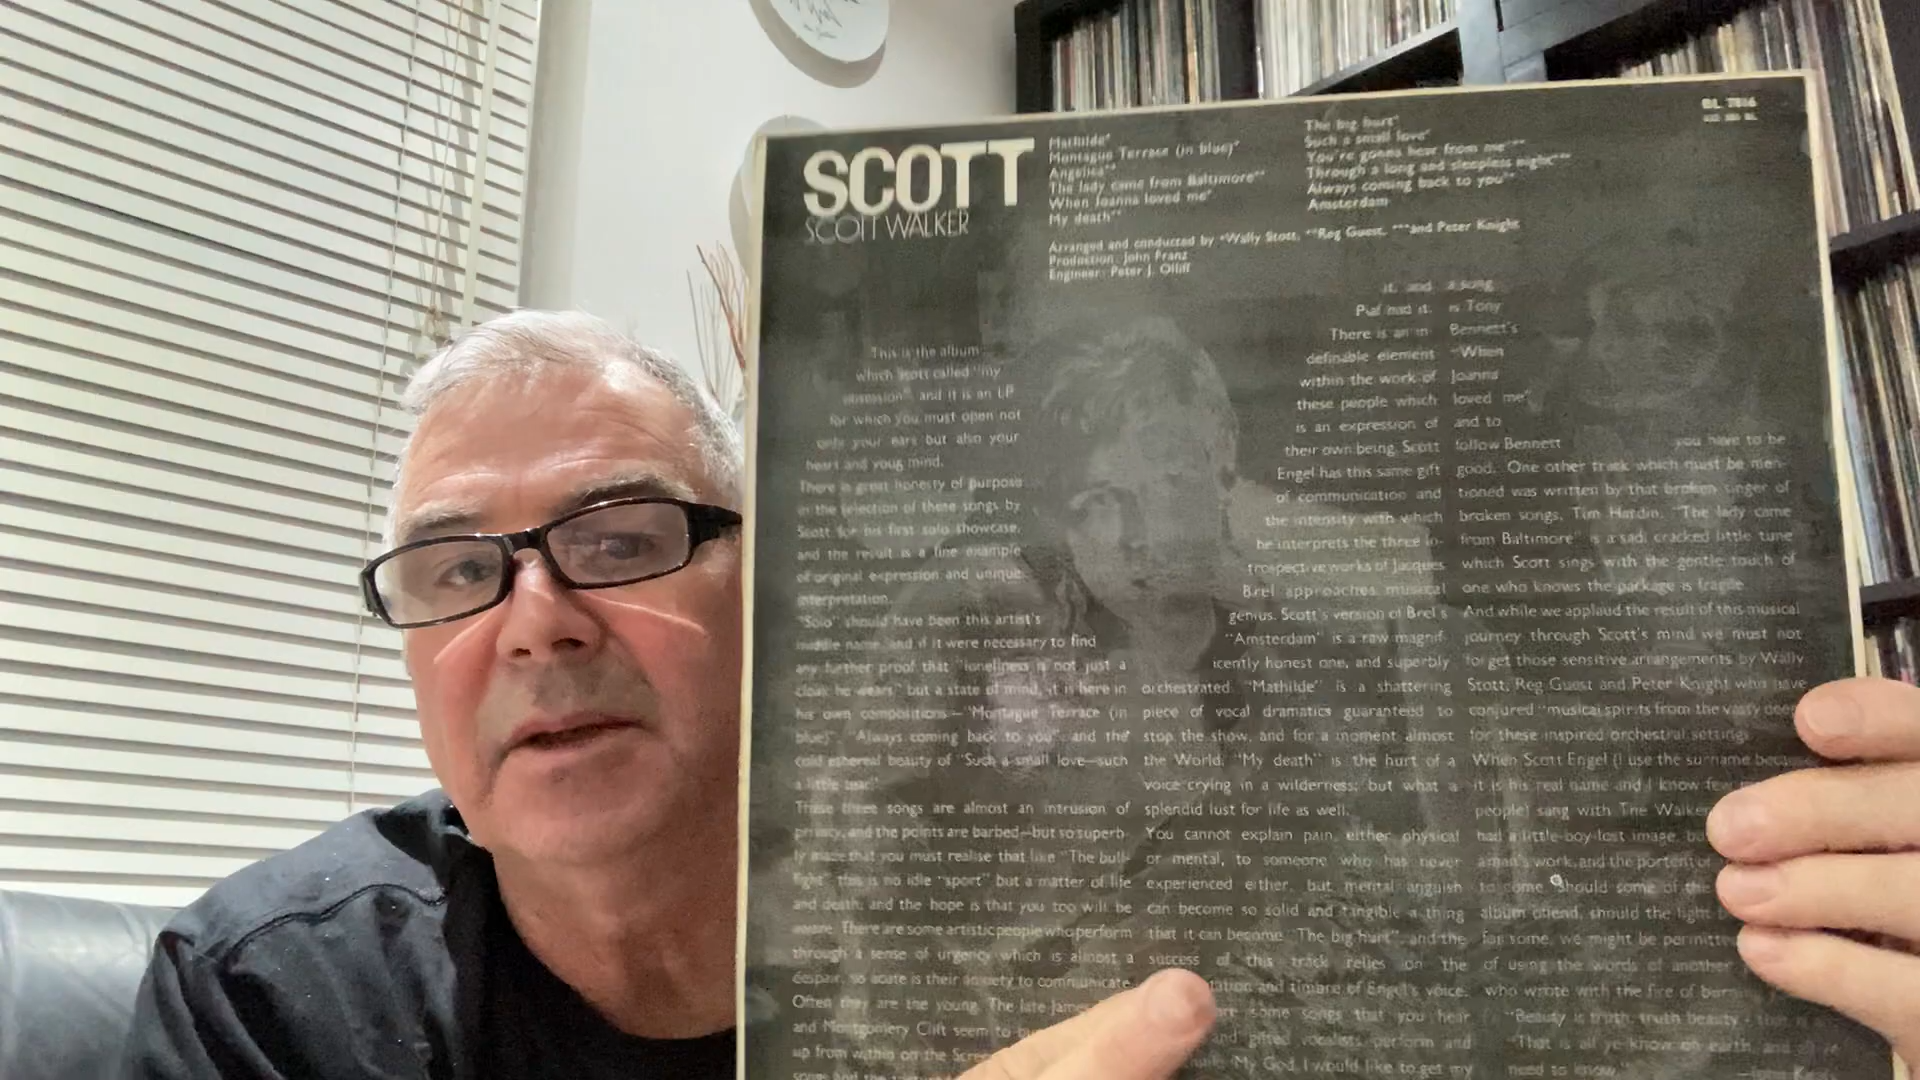 SCOTT
SCOTT WALKER
Mathilde*
Montague Terrace (in blue)*
Angelica**
The lady came from Baltimore**
When Joanna loved me*
My death**
The big hurt*
Such a small love*
You're gonna hear from me***
Through a long and sleepless night***
Always coming back to you**
Amsterdam
BL 7816
Arranged and conducted by *Wally Stott, **Reg Guest, ***and Peter Knight
Production: John Franz
Engineer: Peter J. Olliff
This is the album
which Scott called "my
obsession" and it is an LP
for which you must open not
only your ears but also your
heart and youg mind.
There is great honesty of purpose
in the selection of these songs by
Scott for his first solo showcase,
and the result is a fine example
of original expression and unique
interpretation.
"Solo" should have been this artist's
middle name and if it were necessary to find
any further proof that "loneliness is not just a
cloak he wears" but a state of mind, it is here in
his own compositions—"Montague Terrace (in
blue)" "Always coming back to you" and the
cold ethereal beauty of "Such a small love—such
a little tear".
These three songs are almost an intrusion of
privacy, and the points are barbed—but so superb-
ly made that you must realise that like "The bull-
fight" this is no idle "sport" but a matter of life
and death, and the hope is that you too will be
aware. There are some artistic people who perform
through a sense of urgency which is almost a
despair, so acute is their anxiety to communicate.
Often they are the young. The late James
and Montgomery Clift seem to
up from within on the
songs and the
it, and
Piaf had it.
There is an in-
definable element
within the work of
these people which
is an expression of
their own being. Scott
Engel has this same gift
of communication and
the intensity with which
he interprets the three in-
trospective works of Jacques
Brel approaches musical
genius. Scott's version of Brel's
"Amsterdam" is a raw magnif-
icently honest one, and superbly
orchestrated. "Mathilde" is a shattering
piece of vocal dramatics guaranteed to
stop the show, and for a moment almost
the World. "My death" is the hurt of a
voice crying in a wilderness; but what a
splendid lust for life as well.
You cannot explain pain, either physical
or mental, to someone who has never
experienced either, but mental anguish
can become so solid and tangible a thing
that it can become "The big hurt" and the
success of this track relies on the
and timbre of Engel's voice.
some songs that you hear
and gifted vocalists perform and
"My God I would like to get my
a song
is Tony
Bennett's
"When
Joanna
loved me"
and to
follow Bennett you have to be
good. One other track which must be men-
tioned was written by that broken singer of
broken songs, Tim Hardin. "The lady came
from Baltimore" is a sad, cracked little tune
which Scott sings with the gentle touch of
one who knows the package is fragile.
And while we applaud the result of this musical
journey through Scott's mind we must not
forget those sensitive arrangements by Wally
Stott, Reg Guest and Peter Knight who have
conjured "musical spirits from the vasty deep"
for these inspired orchestral settings.
When Scott Engel (I use the surname because
it is his real name and I know few
people) sang with The Walker
had a little-boy-lost image, but
a man's work, and the portent of
to come. Should some of the
album offend, should the light
for some, we might be permitted
of using the words of another
who wrote with the fire of
"Beauty is truth, truth beauty - that is
"That is all ye know on earth, and all ye
need to know."